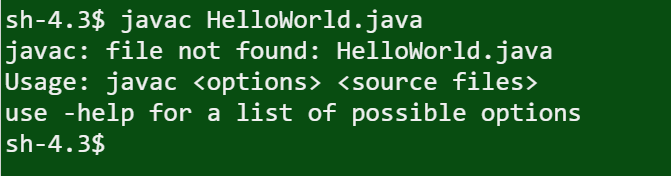 sh-4.3$ javac HelloWorld.java
javac: file not found: HelloWorld.java
Usage: javac <options> <source files>
use -help for a list of possible options
sh-4.3$